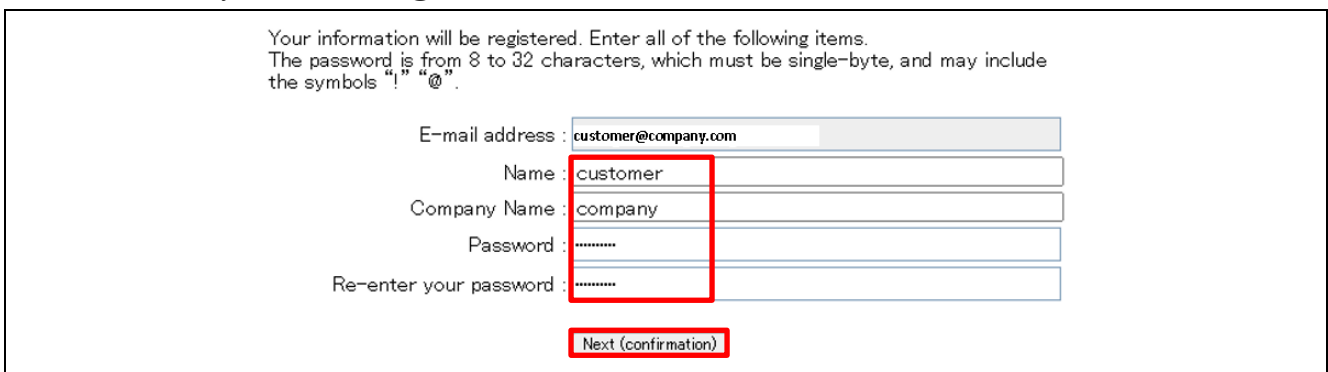 Your information will be registered. Enter all of the following items.
The password is from 8 to 32 characters, which must be single-byte, and may include
the symbols “!” “@”.
E-mail address : customer@company.com
Name : customer
Company Name : company
Password : ••••••••••
Re-enter your password : ••••••••••
Next (confirmation)